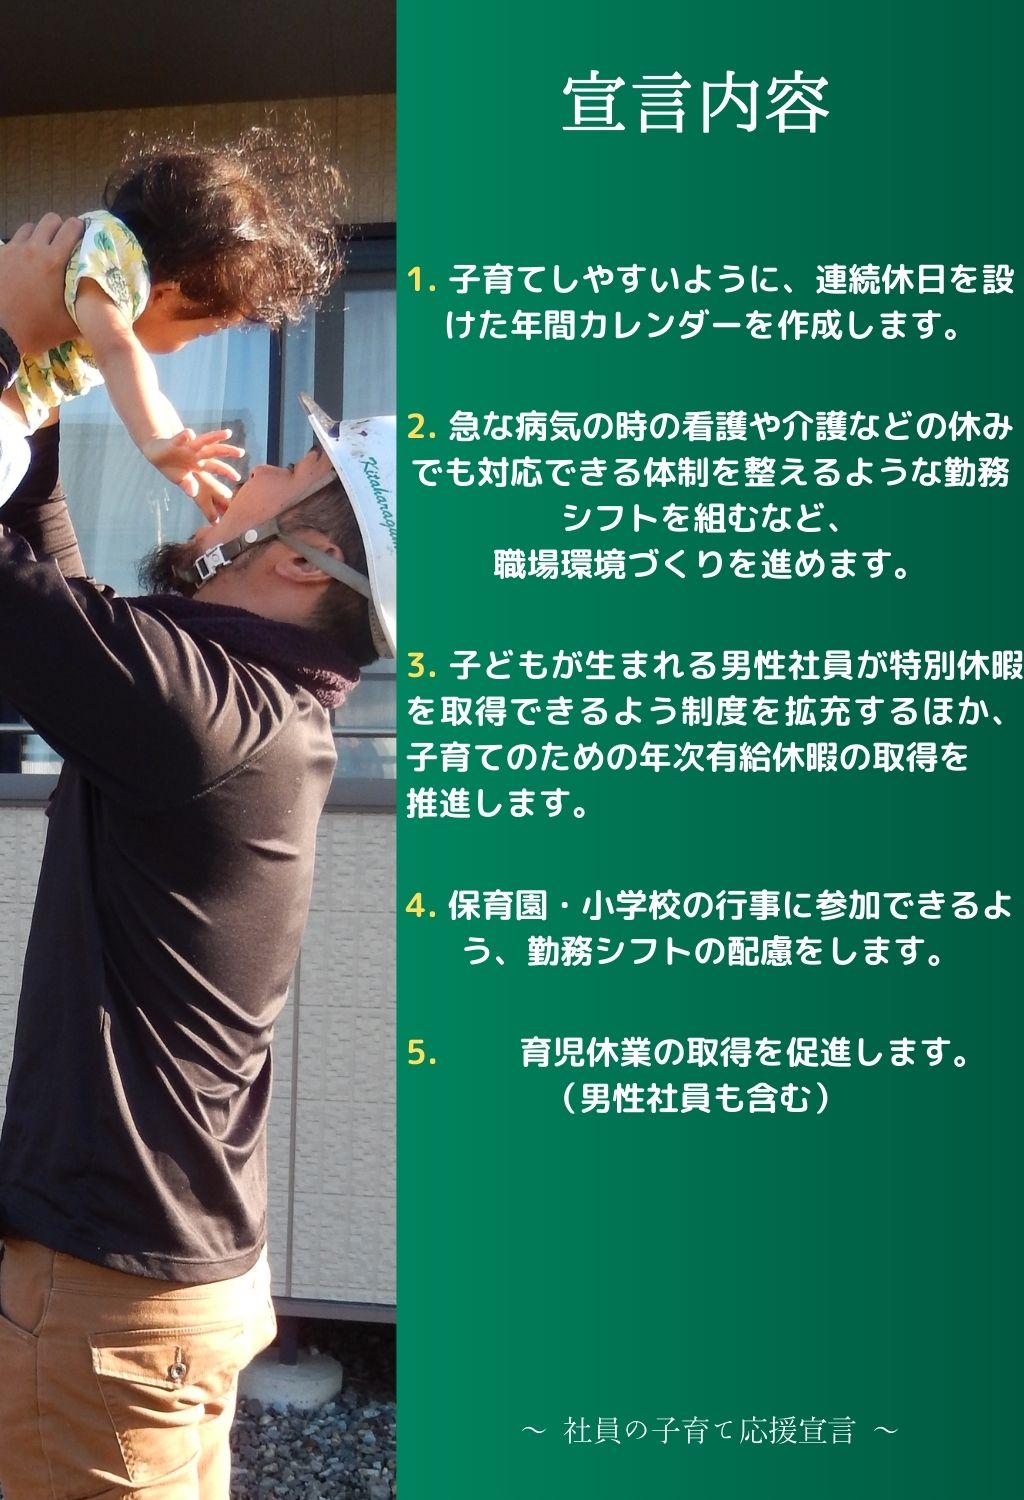 宣言内容
1. 子育てしやすいように、連続休日を設
けた年間カレンダーを作成します。
2. 急な病気の時の看護や介護などの休み
でも対応できる体制を整えるような勤務
シフトを組むなど、
職場環境づくりを進めます。
3. 子どもが生まれる男性社員が特別休暇
を取得できるよう制度を拡充するほか、
子育てのための年次有給休暇の取得を
推進します。
4. 保育園・小学校の行事に参加できるよ
う、勤務シフトの配慮をします。
5. 育児休業の取得を促進します。
（男性社員も含む）
～ 社員の子育て応援宣言 ～